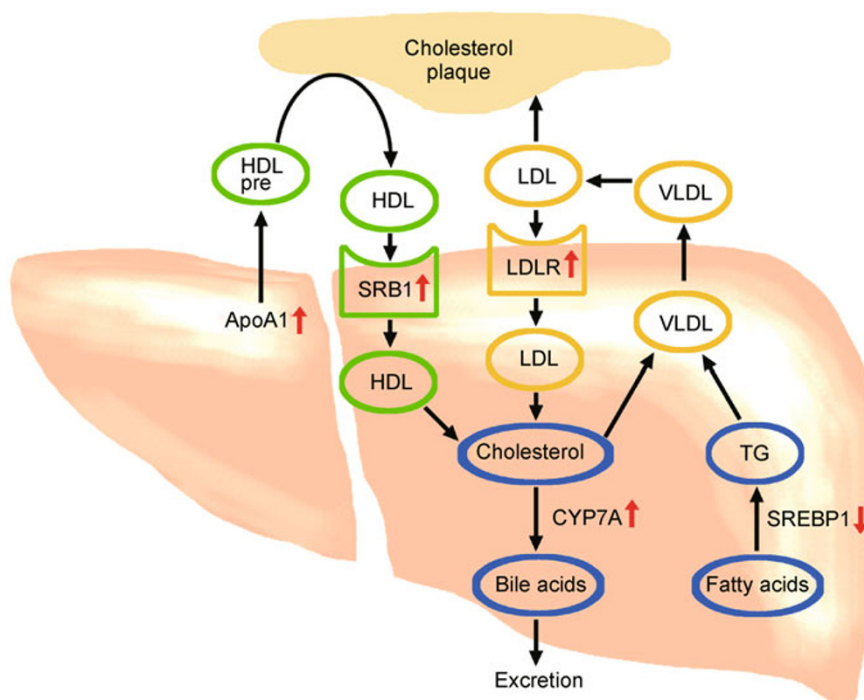 Cholesterol
plaque
HDL
pre
HDL
LDL
VLDL
SRB1
LDLR
ApoA1
VLDL
HDL
LDL
Cholesterol
TG
CYP7A
SREBP1
Bile acids
Fatty acids
Excretion